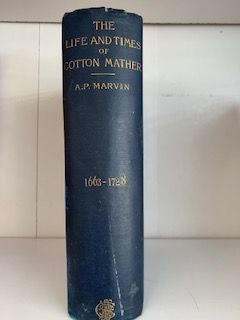 THE
LIFE AND TIMES
OF
COTTON MATHER
A.P. MARVIN
1663-1728